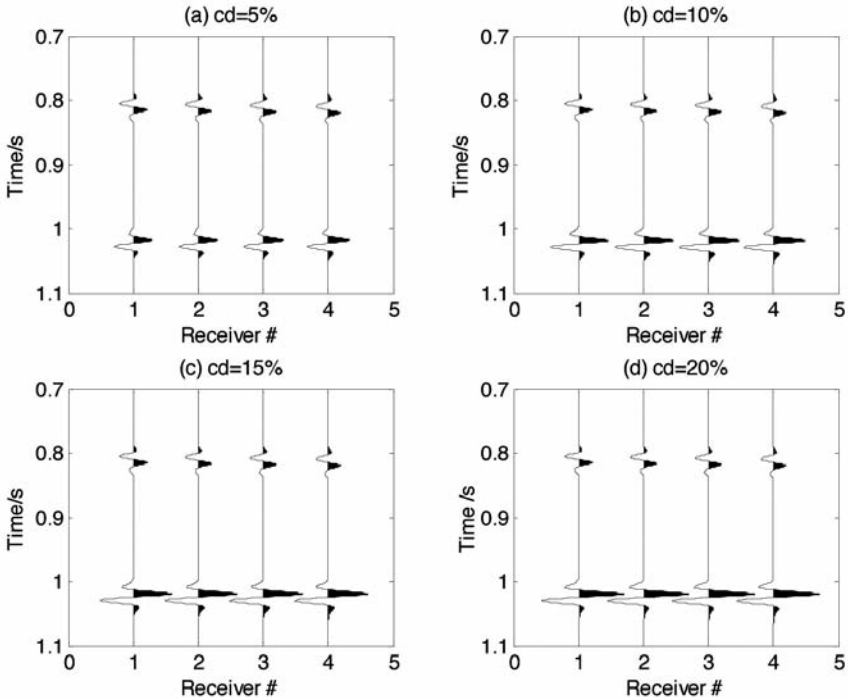 (a) cd=5%
0.7
0.8
0.9
1
1.1
Time/s
0 1 2 3 4 5
Receiver #
(b) cd=10%
0.7
0.8
0.9
1
1.1
Time/s
0 1 2 3 4 5
Receiver #
(c) cd=15%
0.7
0.8
0.9
1
1.1
Time/s
0 1 2 3 4 5
Receiver #
(d) cd=20%
0.7
0.8
0.9
1
1.1
Time /s
0 1 2 3 4 5
Receiver #